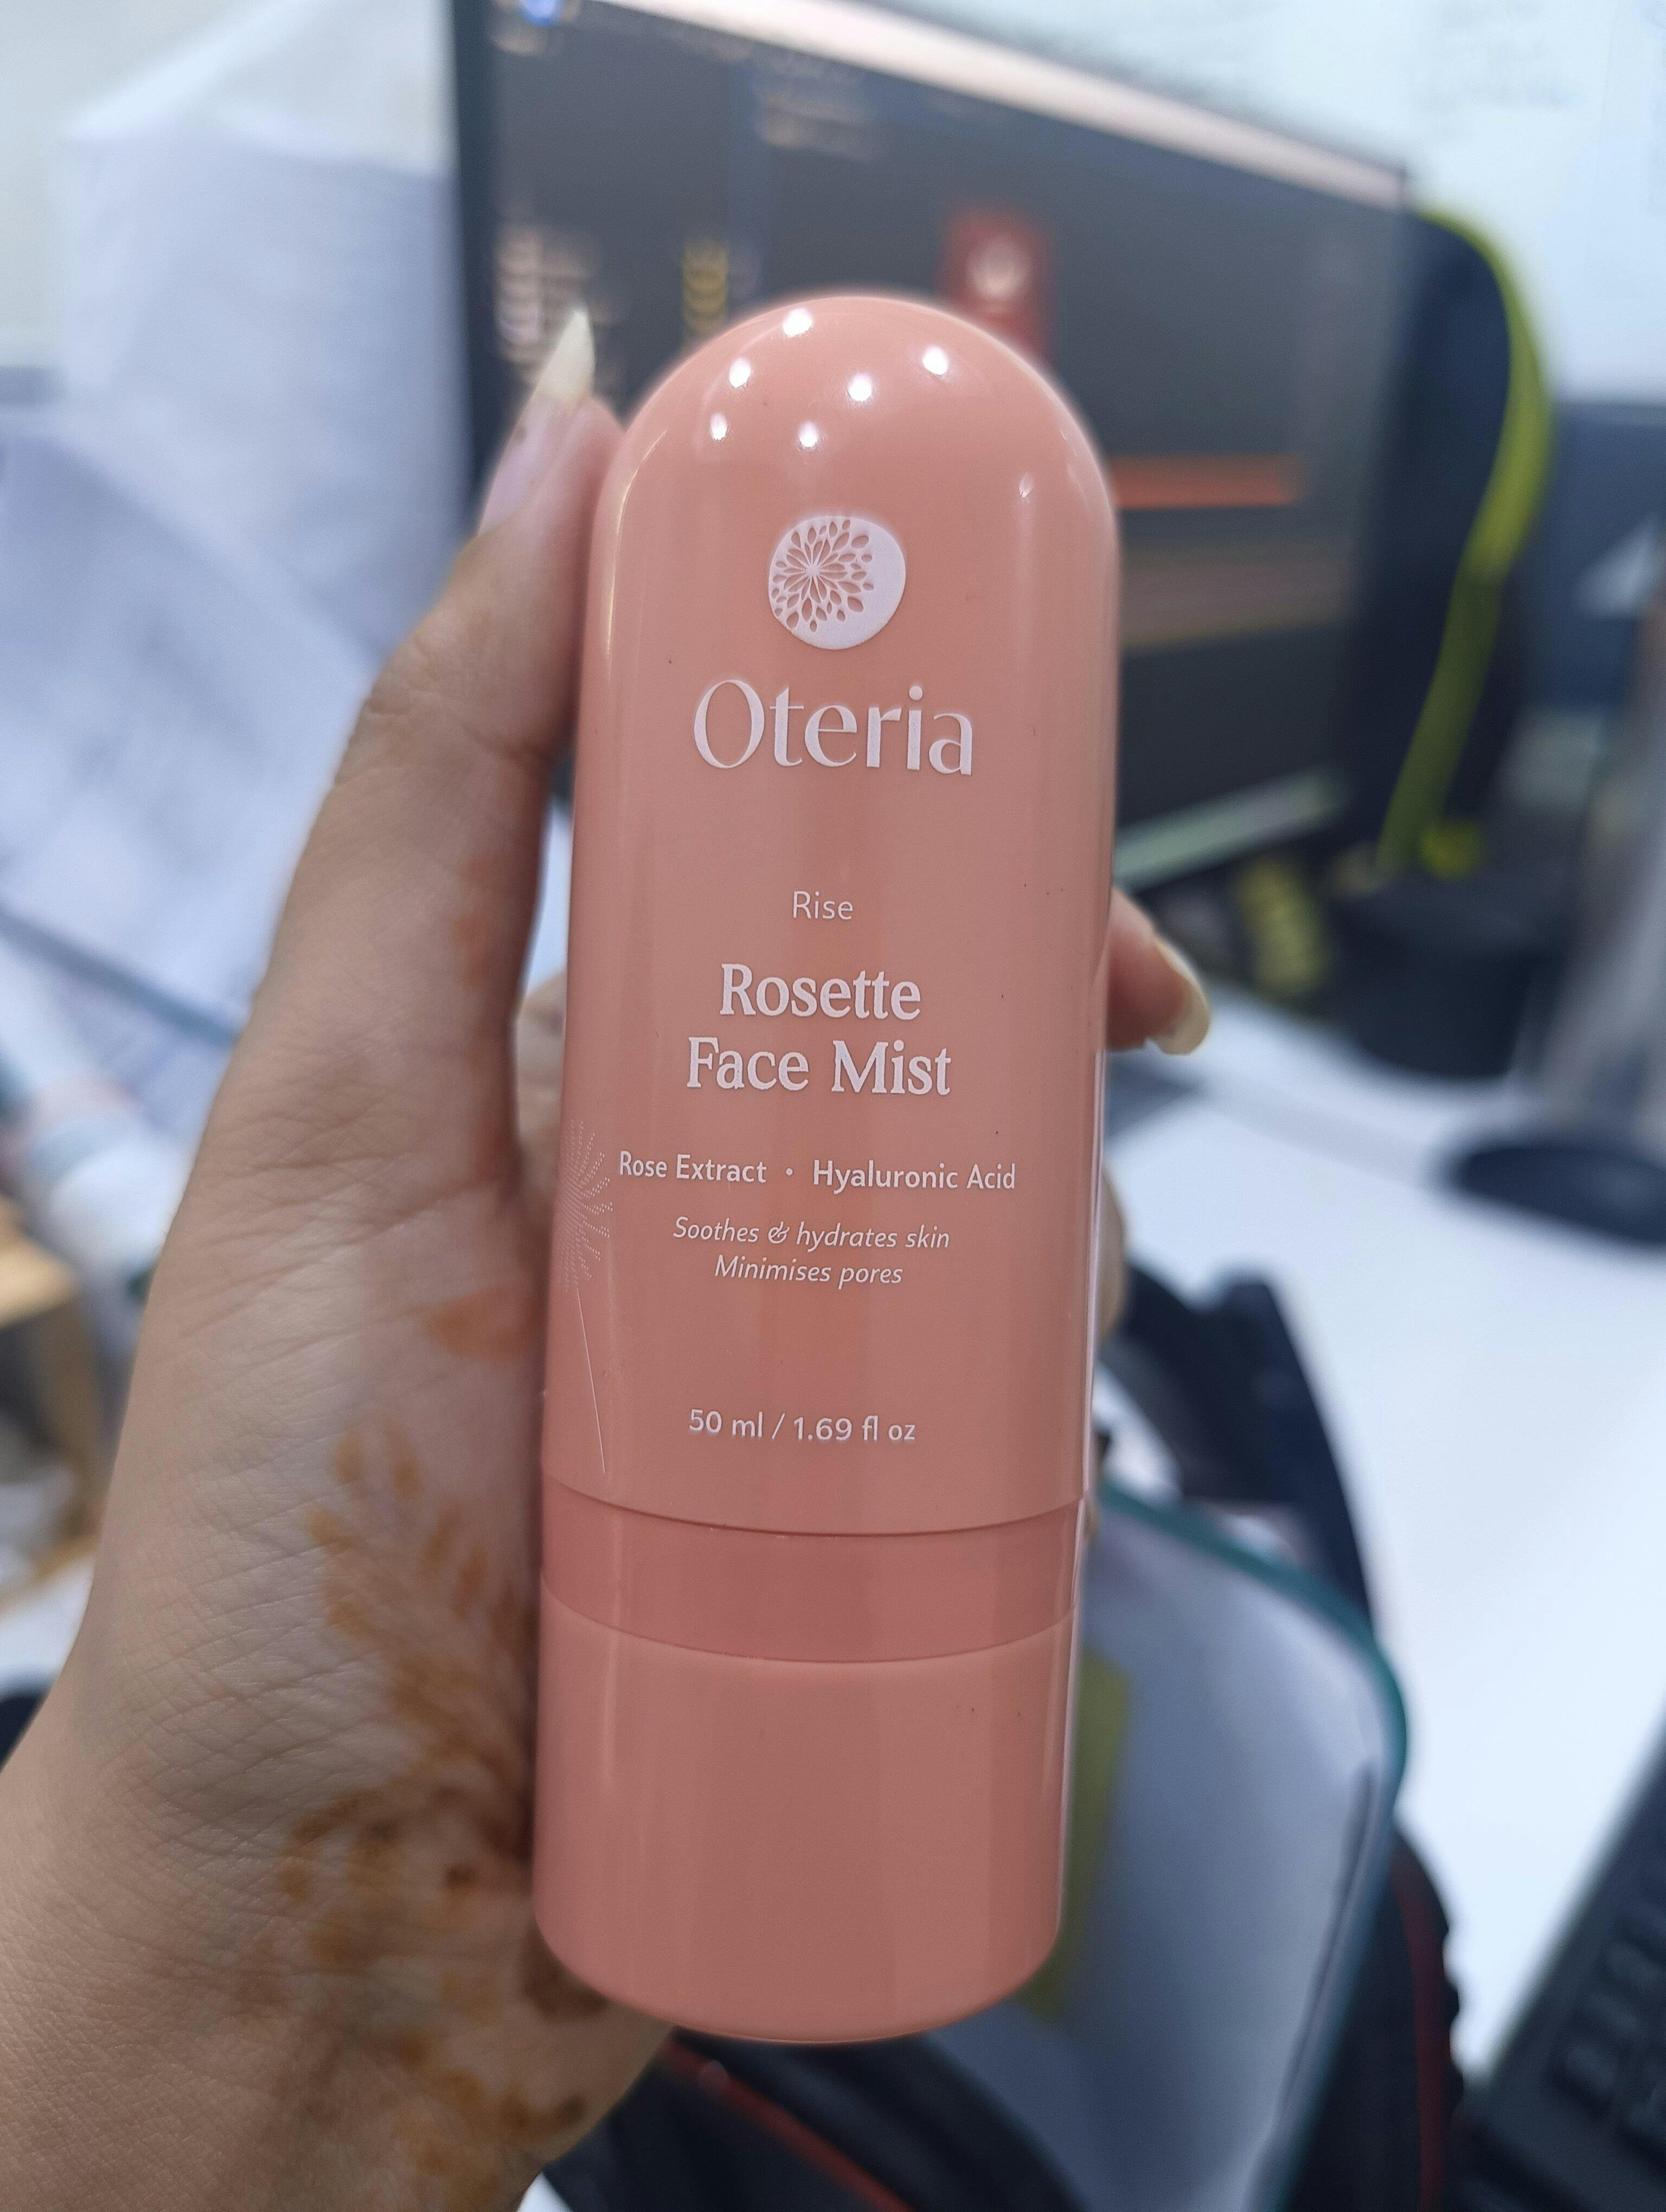 Oteria
Rise
Rosette
Face Mist
Rose Extract • Hyaluronic Acid
Soothes & hydrates skin
Minimises pores
50 ml / 1.69 fl oz